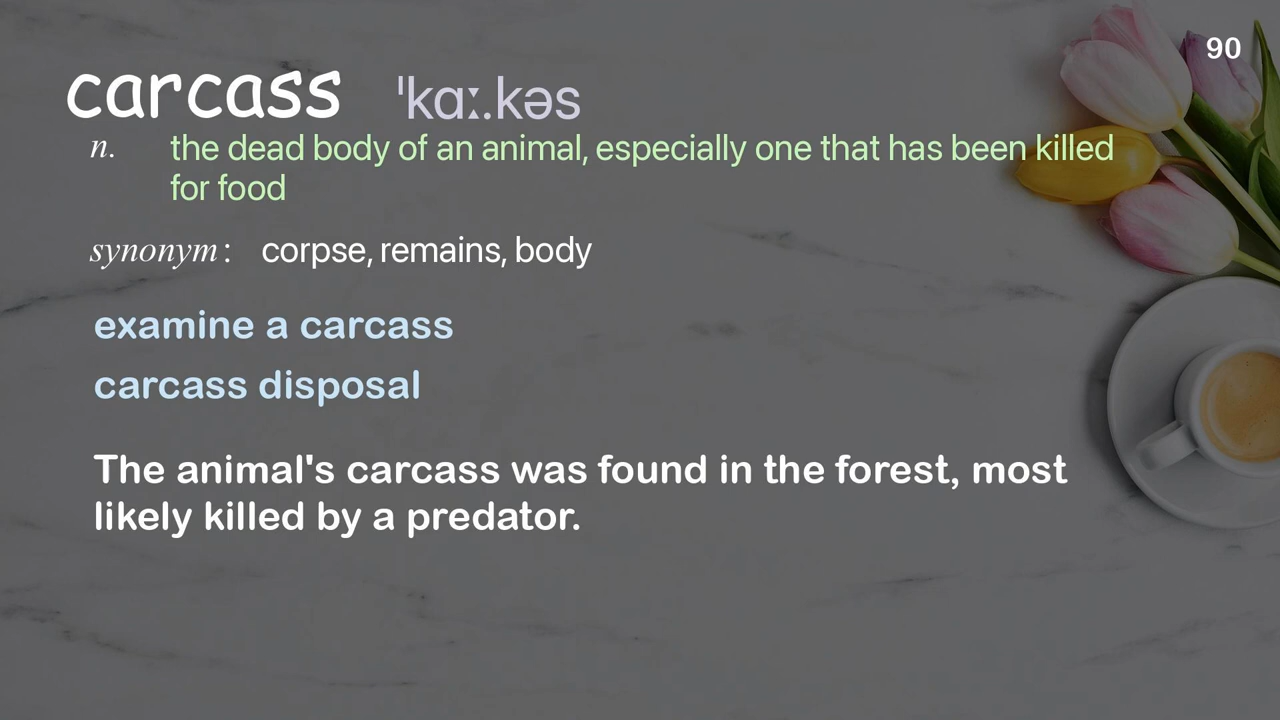 90
carcass ˈkɑː.kəs
n. the dead body of an animal, especially one that has been killed
for food
synonym: corpse, remains, body
examine a carcass
carcass disposal
The animal's carcass was found in the forest, most
likely killed by a predator.